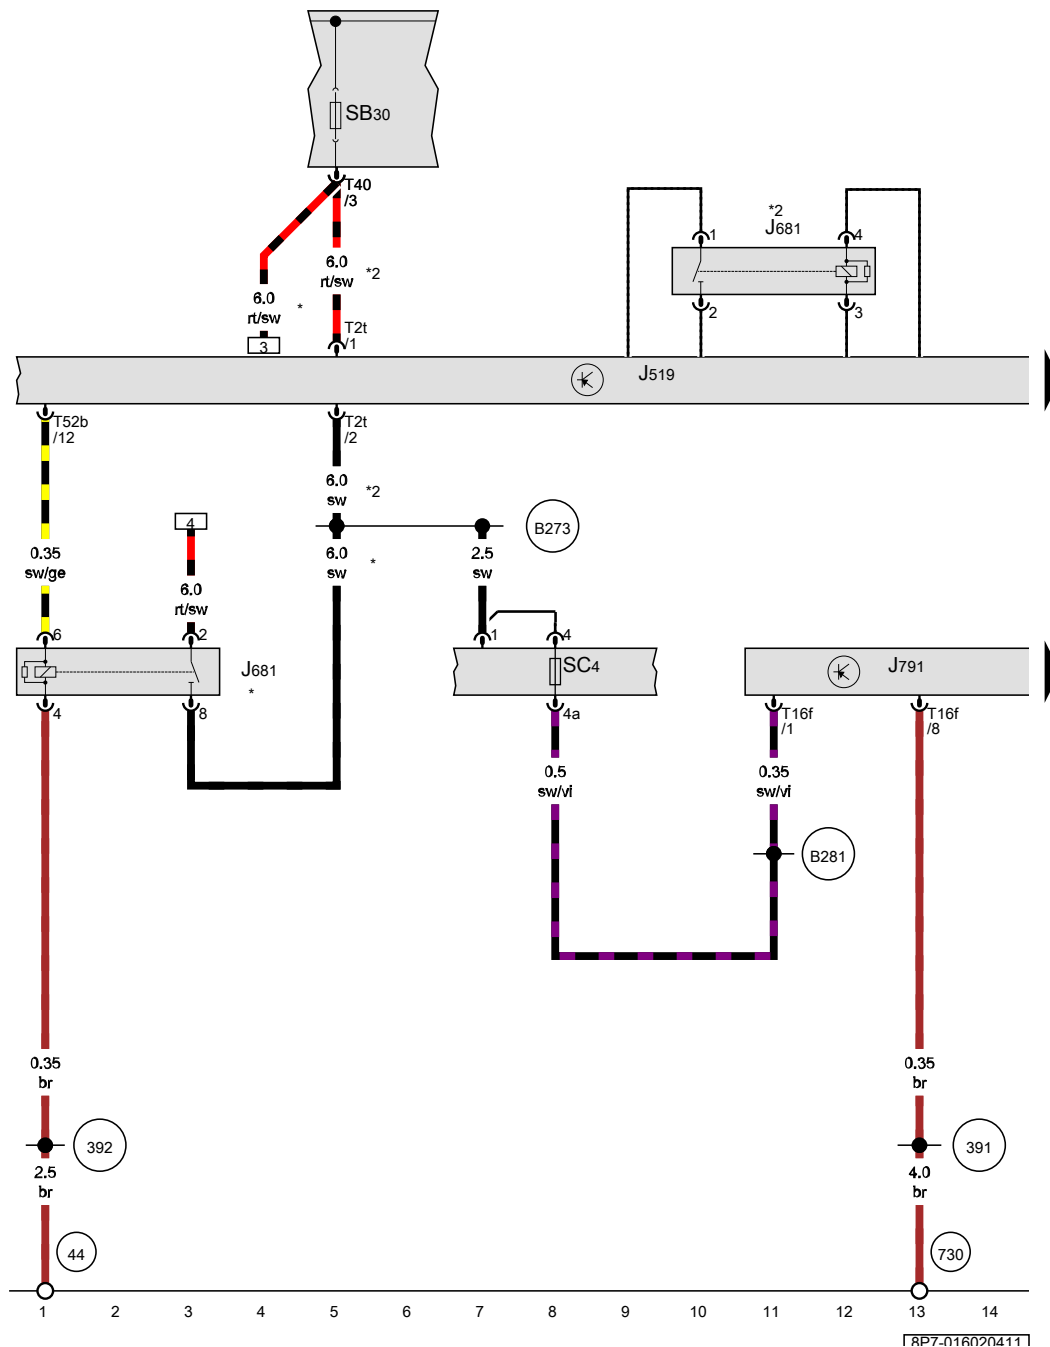 SB30
T40
/3
6.0
rt/sw
*2
6.0
rt/sw
*
3
T2t
/1
*2
J681
1
4
2
3
J519
T52b
/12
T2t
/2
6.0
sw
*2
B273
4
0.35
sw/ge
6.0
rt/sw
6.0
sw
*
2.5
sw
6
2
J681
*
4
8
1
4
SC4
4a
J791
T16f
/1
T16f
/8
0.5
sw/vi
0.35
sw/vi
B281
0.35
br
0.35
br
392
391
2.5
br
4.0
br
44
730
1 2 3 4 5 6 7 8 9 10 11 12 13 14
8P7-016020411